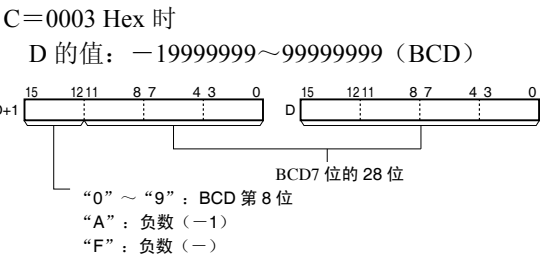 C＝0003 Hex 时
D 的值：－19999999～99999999（BCD）
15 12 11 8 7 4 3 0 15 12 11 8 7 4 3 0
D+1 D
BCD7 位的 28 位
“0”～“9”：BCD 第 8 位
“A”：负数（－1）
“F”：负数（－）